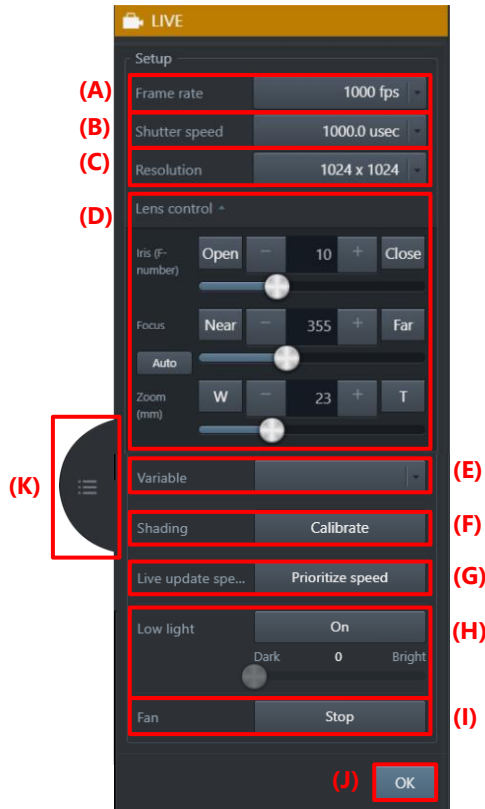 LIVE
Setup
(A) Frame rate 1000 fps
(B) Shutter speed 1000.0 usec
(C) Resolution 1024 x 1024
(D) Lens control
Iris (F-number) Open − 10 + Close
Focus Near − 355 + Far
Auto
Zoom (mm) W − 23 + T
(K)
Variable (E)
Shading Calibrate (F)
Live update spe... Prioritize speed (G)
Low light On (H)
Dark 0 Bright
Fan Stop (I)
(J) OK